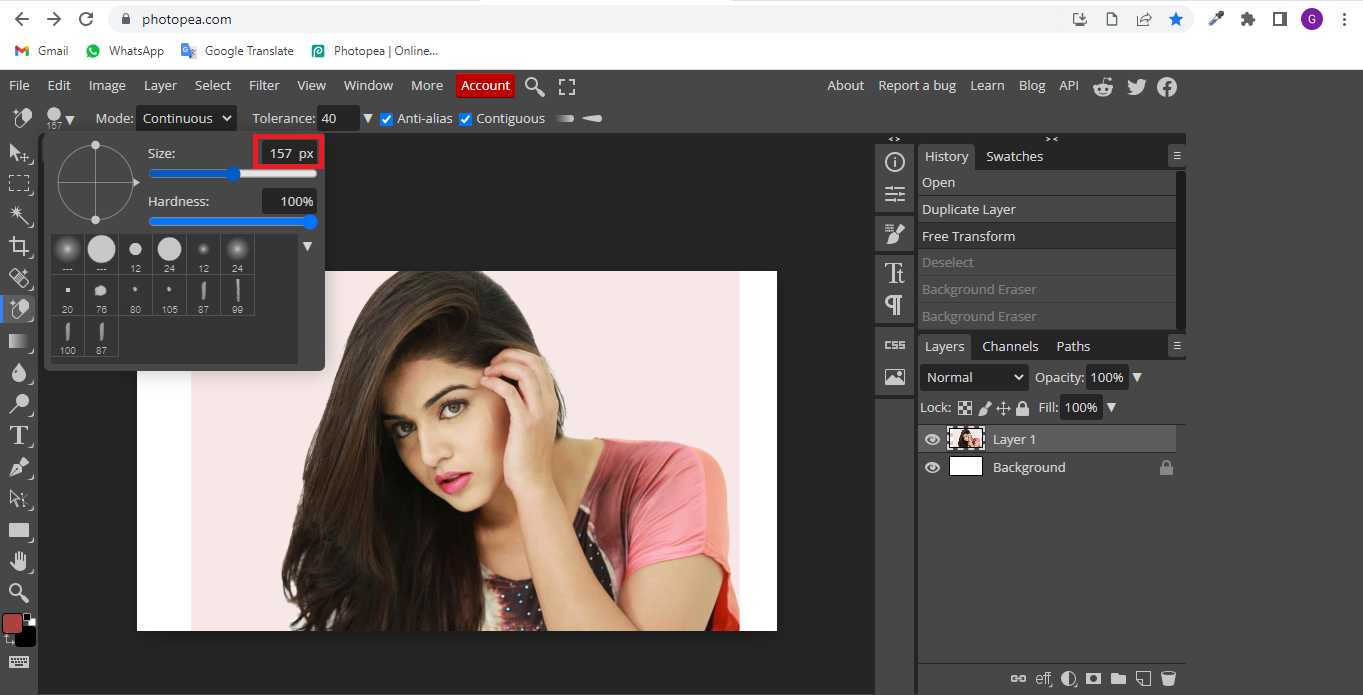 photopea.com
G
Gmail WhatsApp Google Translate Photopea | Online...
File Edit Image Layer Select Filter View Window More Account About Report a bug Learn Blog API
157 Mode: Continuous Tolerance: 40 Anti-alias Contiguous
Size: 157 px
Hardness: 100%
--- --- 12 24 12 24
20 76 80 105 87 99
100 87
< >
> <
History Swatches
Open
Duplicate Layer
Free Transform
Deselect
Background Eraser
Background Eraser
CSS
Layers Channels Paths
Normal Opacity: 100%
Lock: Fill: 100%
Layer 1
Background
eff